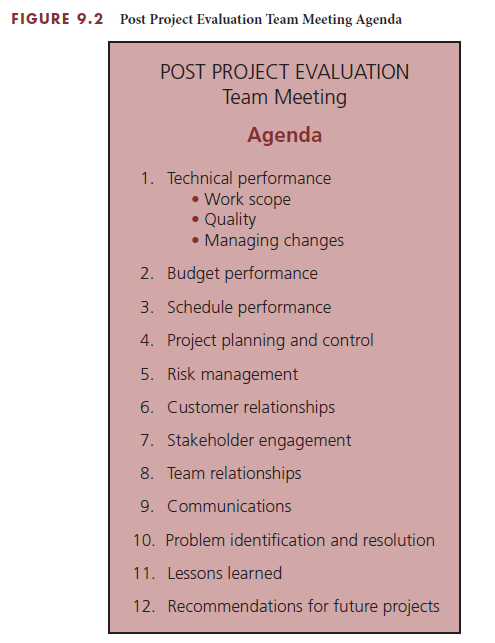 FIGURE 9.2 Post Project Evaluation Team Meeting Agenda
POST PROJECT EVALUATION
Team Meeting
Agenda
1. Technical performance
• Work scope
• Quality
• Managing changes
2. Budget performance
3. Schedule performance
4. Project planning and control
5. Risk management
6. Customer relationships
7. Stakeholder engagement
8. Team relationships
9. Communications
10. Problem identification and resolution
11. Lessons learned
12. Recommendations for future projects